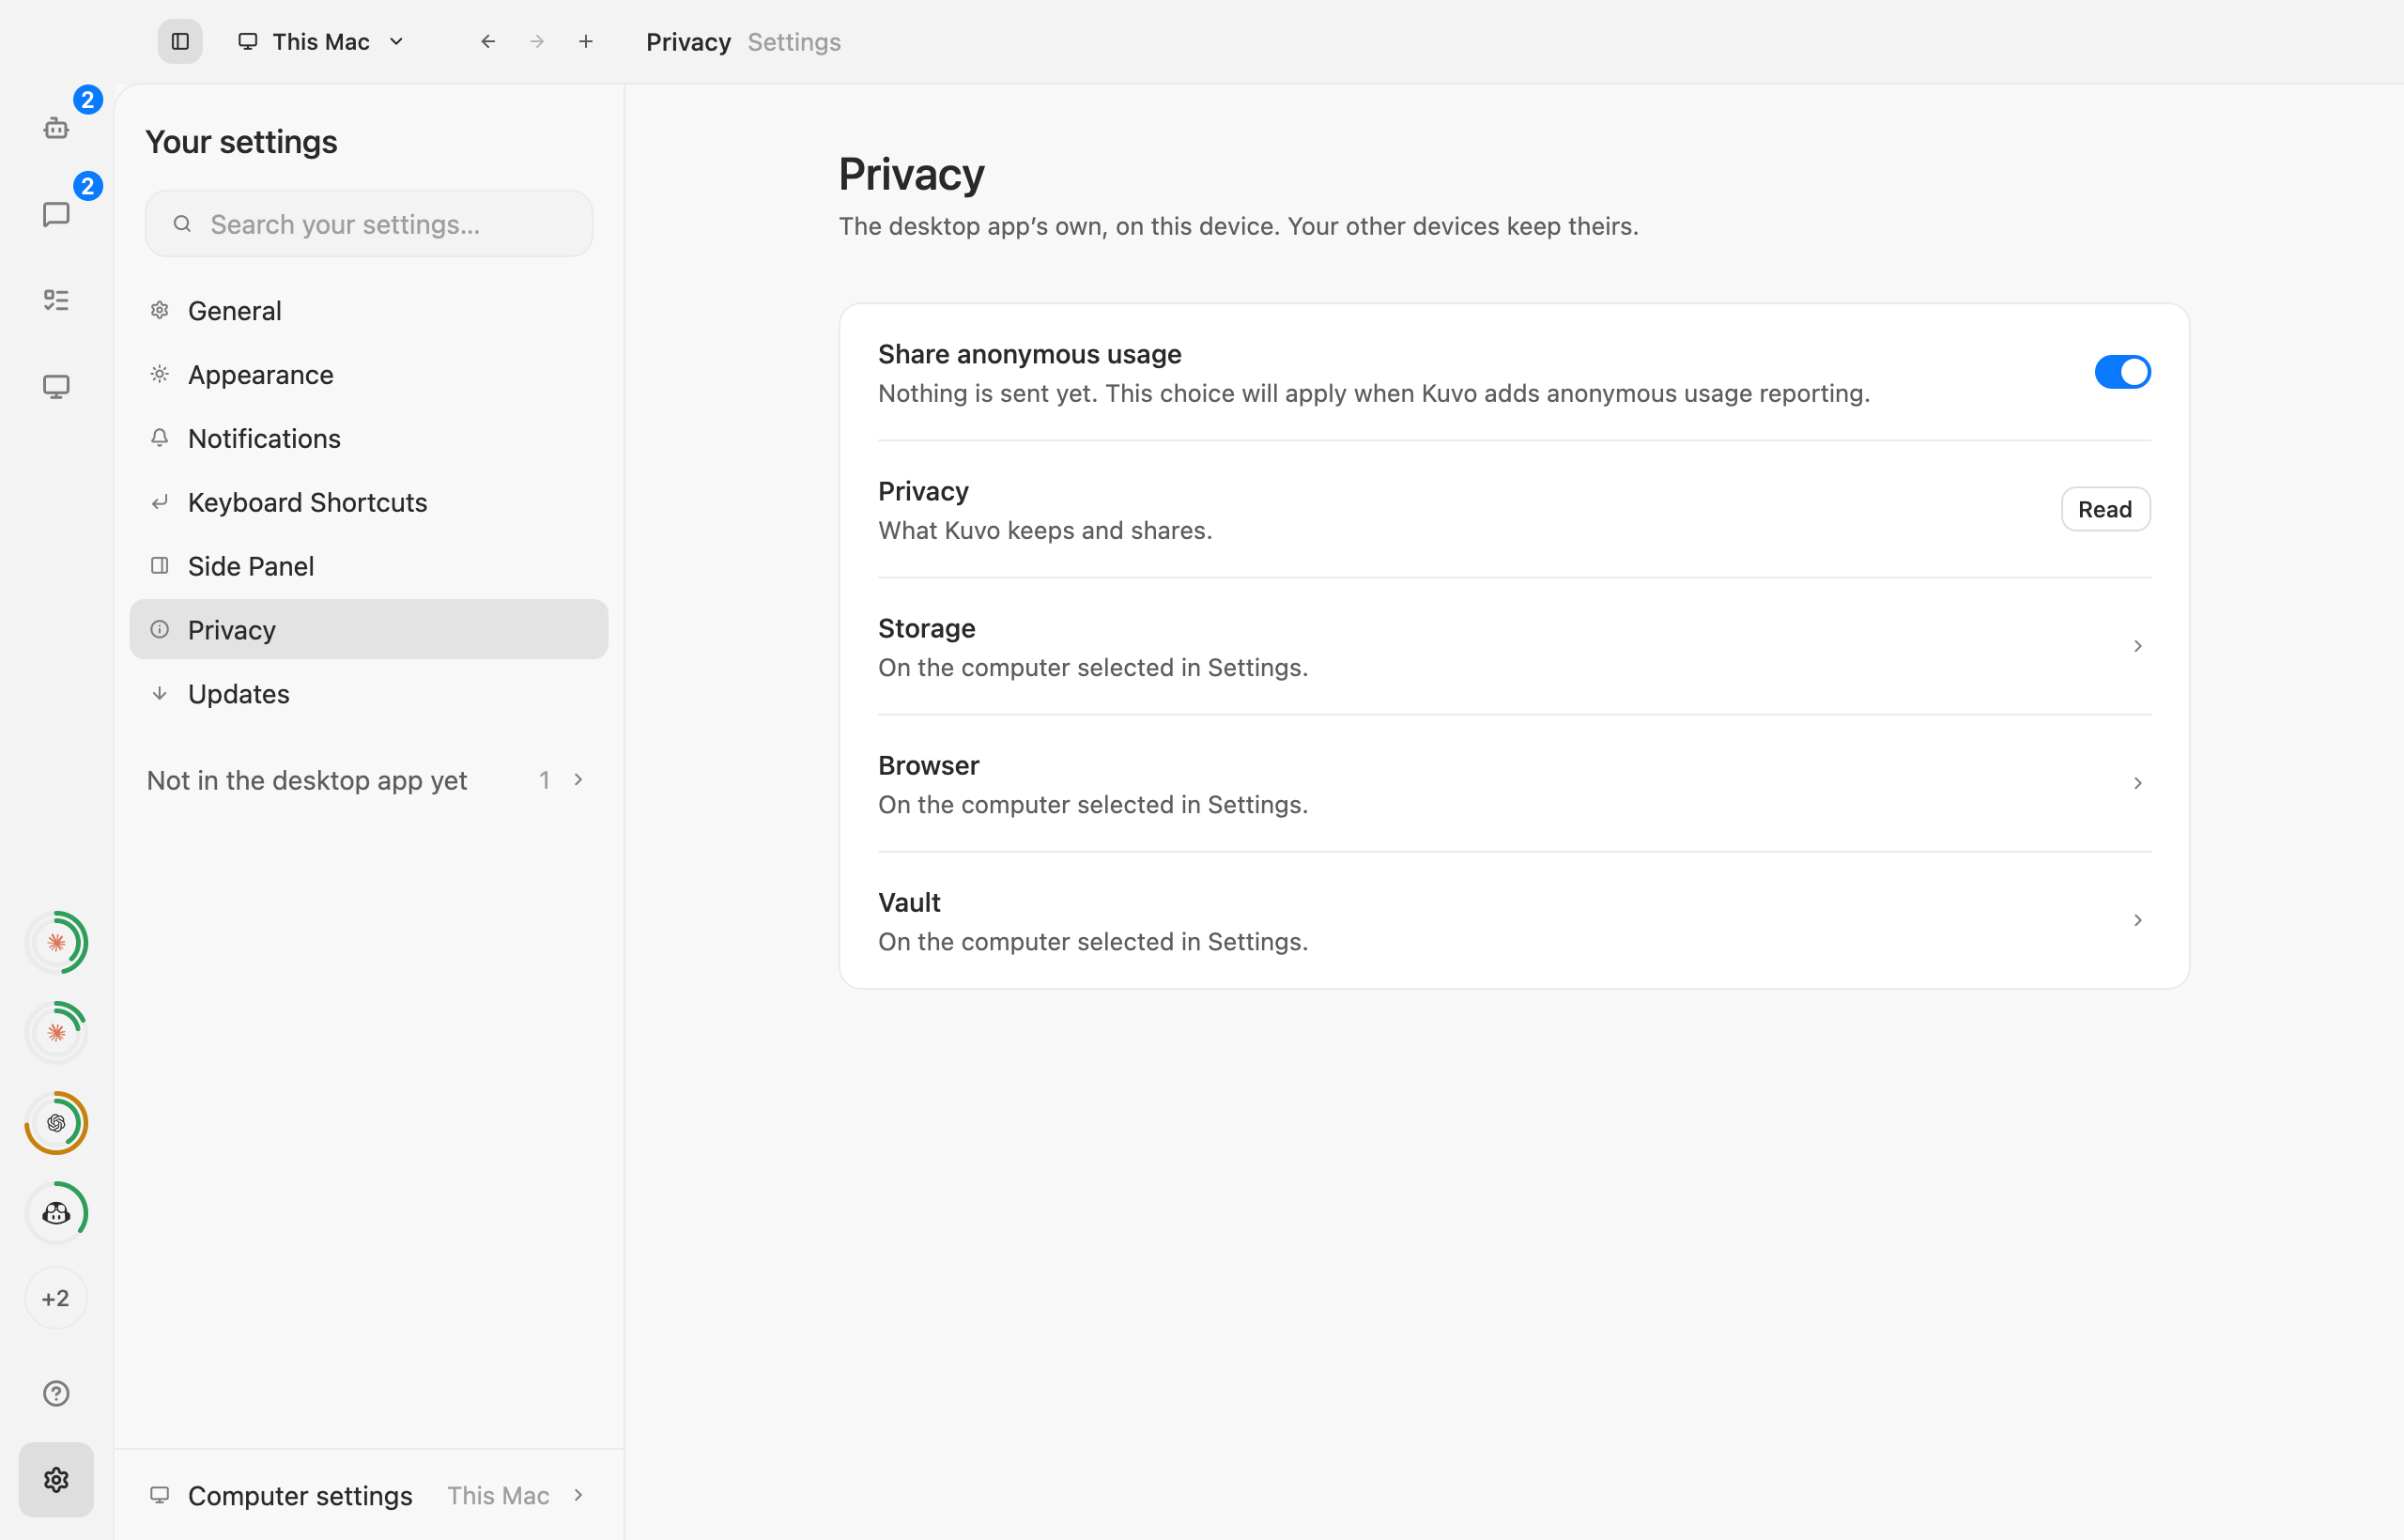 This Mac
Privacy Settings
2
2
Your settings
Search your settings...
General
Appearance
Notifications
Keyboard Shortcuts
Side Panel
Privacy
Updates
Not in the desktop app yet 1
+2
Computer settings This Mac
Privacy
The desktop app’s own, on this device. Your other devices keep theirs.
Share anonymous usage
Nothing is sent yet. This choice will apply when Kuvo adds anonymous usage reporting.
Privacy
What Kuvo keeps and shares.
Read
Storage
On the computer selected in Settings.
Browser
On the computer selected in Settings.
Vault
On the computer selected in Settings.